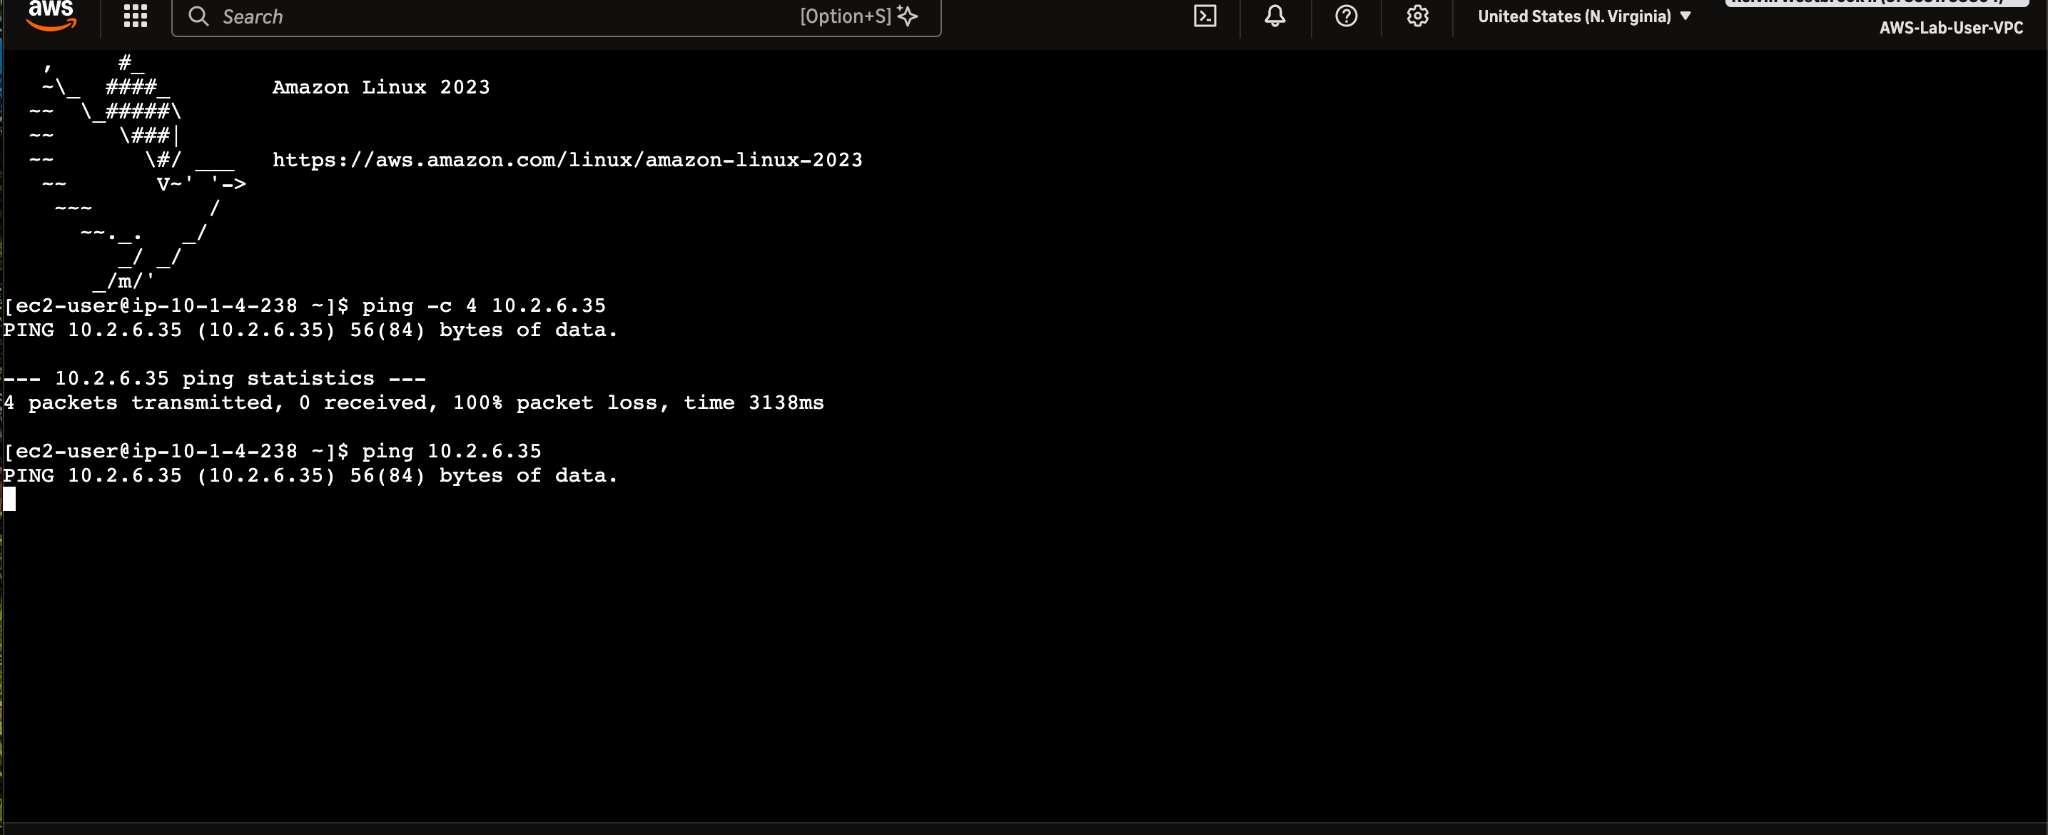 aws
Search
[Option+S]
United States (N. Virginia) ▼
AWS-Lab-User-VPC
   ,     #_
   ~\_  ####_        Amazon Linux 2023
  ~~  \_#####\
  ~~     \###|
  ~~       \#/ ___   https://aws.amazon.com/linux/amazon-linux-2023
   ~~       V~' '->
    ~~~         /
      ~~._.   _/
         _/ _/
       _/m/'
[ec2-user@ip-10-1-4-238 ~]$ ping -c 4 10.2.6.35
PING 10.2.6.35 (10.2.6.35) 56(84) bytes of data.
--- 10.2.6.35 ping statistics ---
4 packets transmitted, 0 received, 100% packet loss, time 3138ms
[ec2-user@ip-10-1-4-238 ~]$ ping 10.2.6.35
PING 10.2.6.35 (10.2.6.35) 56(84) bytes of data.